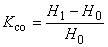 K_co = (H_1 − H_0) / H_0